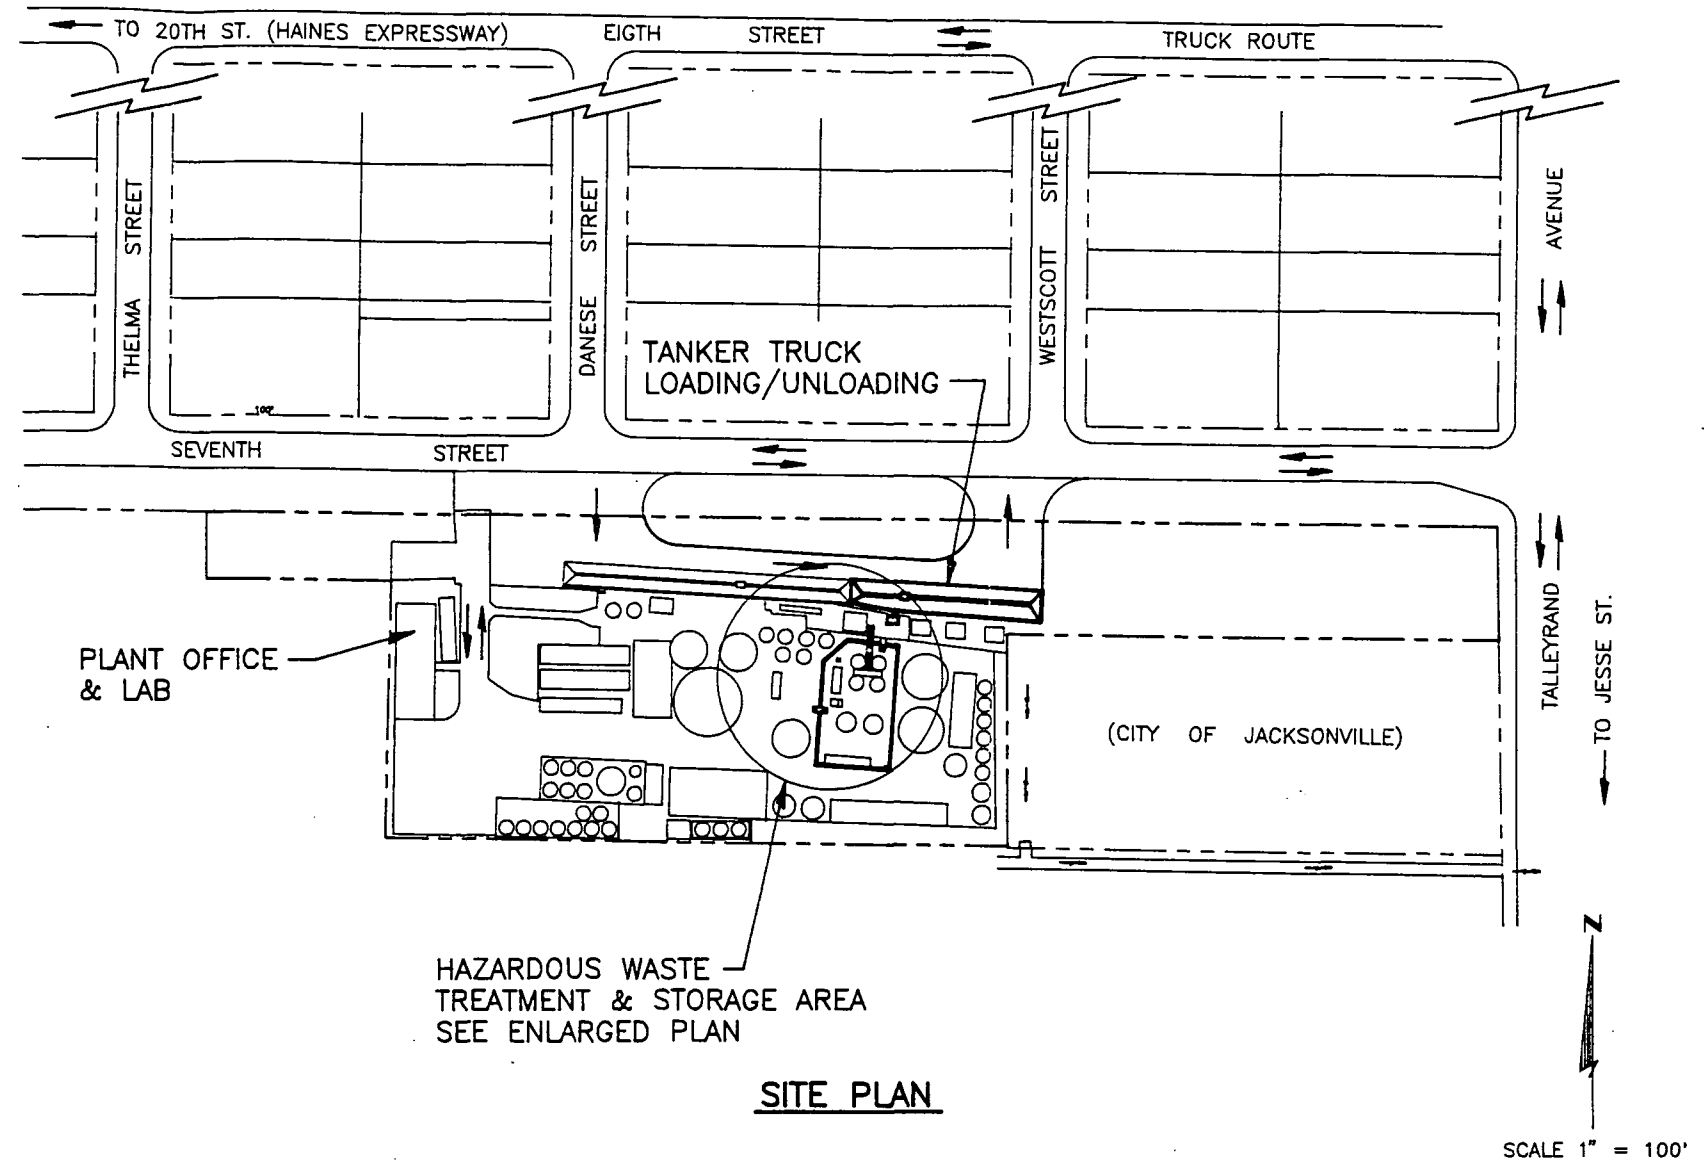 TO 20TH ST. (HAINES EXPRESSWAY)
EIGTH STREET
TRUCK ROUTE
THELMA STREET
DANESE STREET
WESTSCOTT STREET
AVENUE
TANKER TRUCK
LOADING/UNLOADING
100'
SEVENTH STREET
PLANT OFFICE
& LAB
TALLEYRAND
TO JESSE ST.
(CITY OF JACKSONVILLE)
HAZARDOUS WASTE
TREATMENT & STORAGE AREA
SEE ENLARGED PLAN
N
SITE PLAN
SCALE 1" = 100'